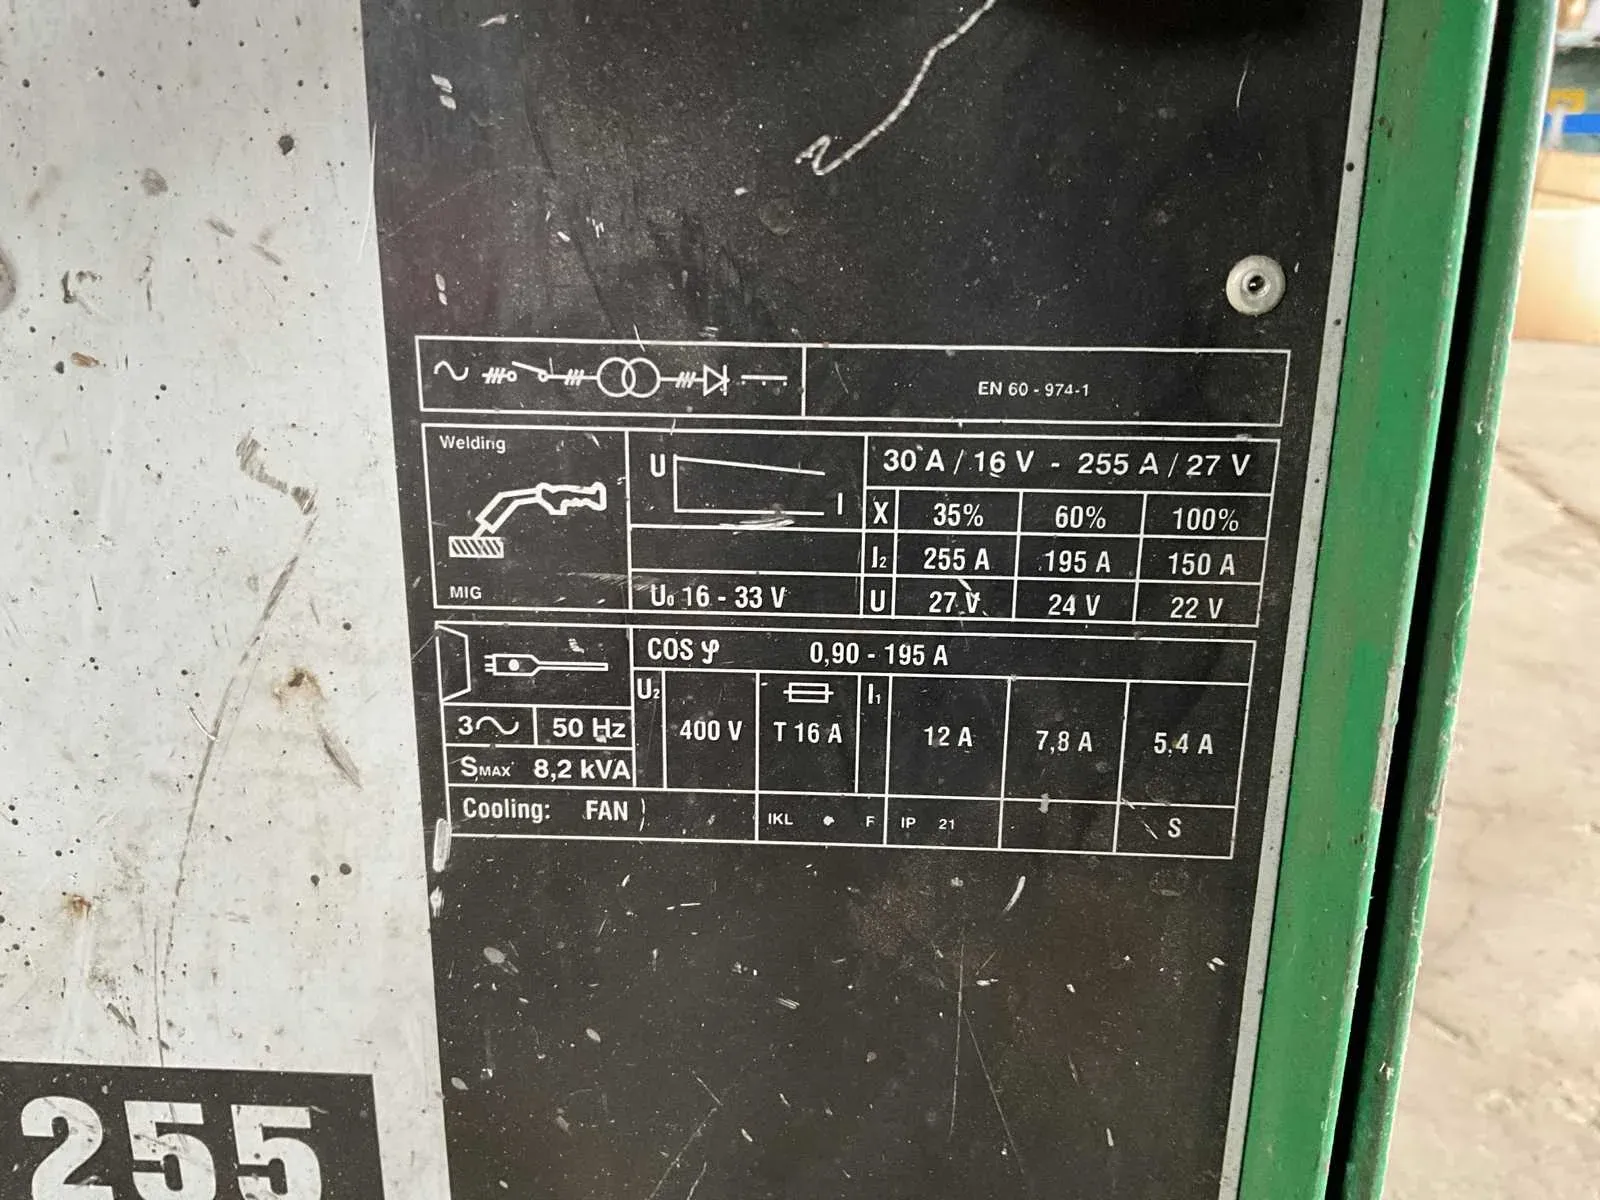 EN 60 - 974-1
Welding
MIG
U
I
30 A / 16 V - 255 A / 27 V
X 35% 60% 100%
I₂ 255 A 195 A 150 A
U₀ 16 - 33 V U 27 V 24 V 22 V
COS φ 0,90 - 195 A
3~ 50 Hz U₂ 400 V T 16 A I₁ 12 A 7,8 A 5,4 A
SMAX 8,2 kVA
Cooling: FAN IKL F IP 21 S
255